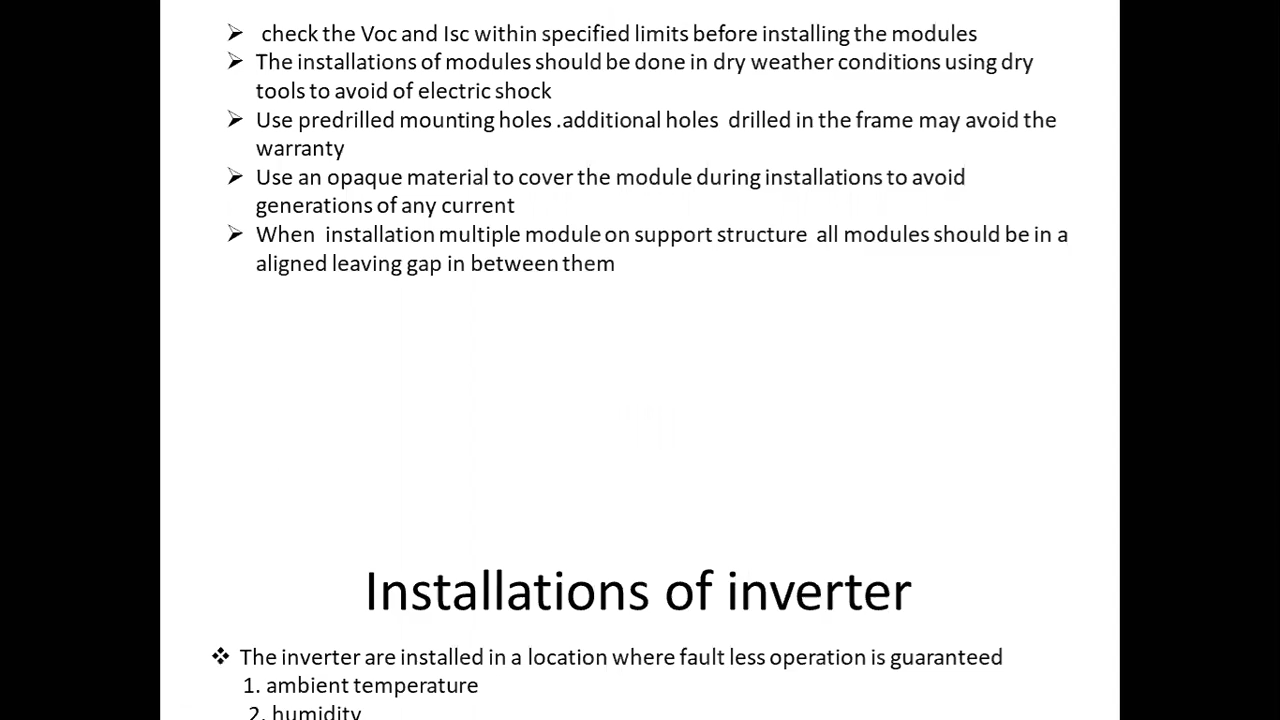 ➢ check the Voc and Isc within specified limits before installing the modules
➢ The installations of modules should be done in dry weather conditions using dry
tools to avoid of electric shock
➢ Use predrilled mounting holes .additional holes drilled in the frame may avoid the
warranty
➢ Use an opaque material to cover the module during installations to avoid
generations of any current
➢ When installation multiple module on support structure all modules should be in a
aligned leaving gap in between them
Installations of inverter
❖ The inverter are installed in a location where fault less operation is guaranteed
1. ambient temperature
2. humidity